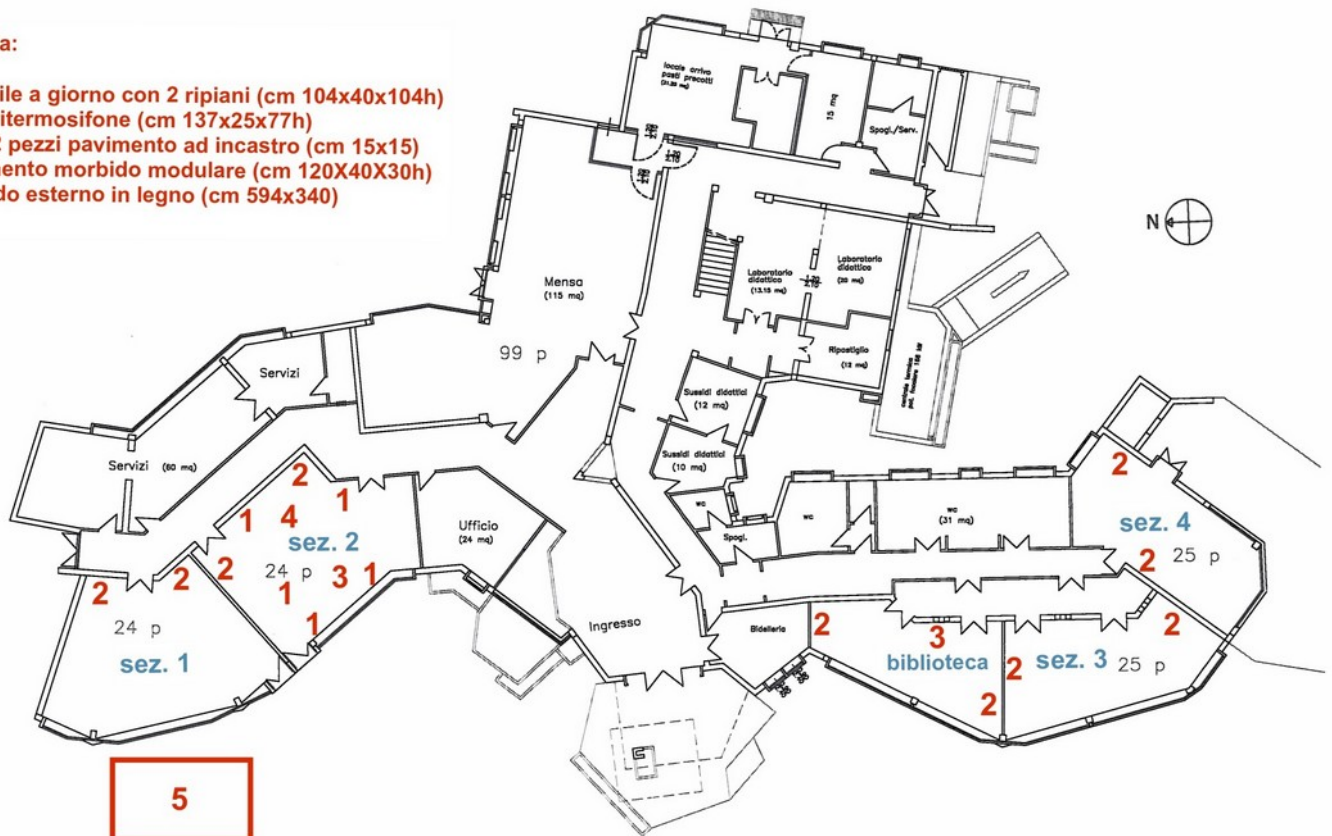 a:
ile a giorno con 2 ripiani (cm 104x40x104h)
itermosifone (cm 137x25x77h)
2 pezzi pavimento ad incastro (cm 15x15)
ento morbido modulare (cm 120X40X30h)
do esterno in legno (cm 594x340)
locale arrivo
pasti precotti
(31.25 mq)
15 mq
Spogl./Serv.
N
Mensa
(115 mq)
99 p
Laboratorio
didattico
(13.15 mq)
Laboratorio
didattico
(25 mq)
Ripostiglio
(12 mq)
Servizi
Servizi (60 mq)
Sussidi didattici
(12 mq)
Sussidi didattici
(10 mq)
wc
Spogl.
wc
wc
(31 mq)
Ufficio
(24 mq)
2
1
1
4
sez. 2
24 p
2
3
1
1
1
2
2
24 p
sez. 1
Ingresso
Bidelleria
2
3
biblioteca
2
2
sez. 3
25 p
2
2
sez. 4
25 p
2
5